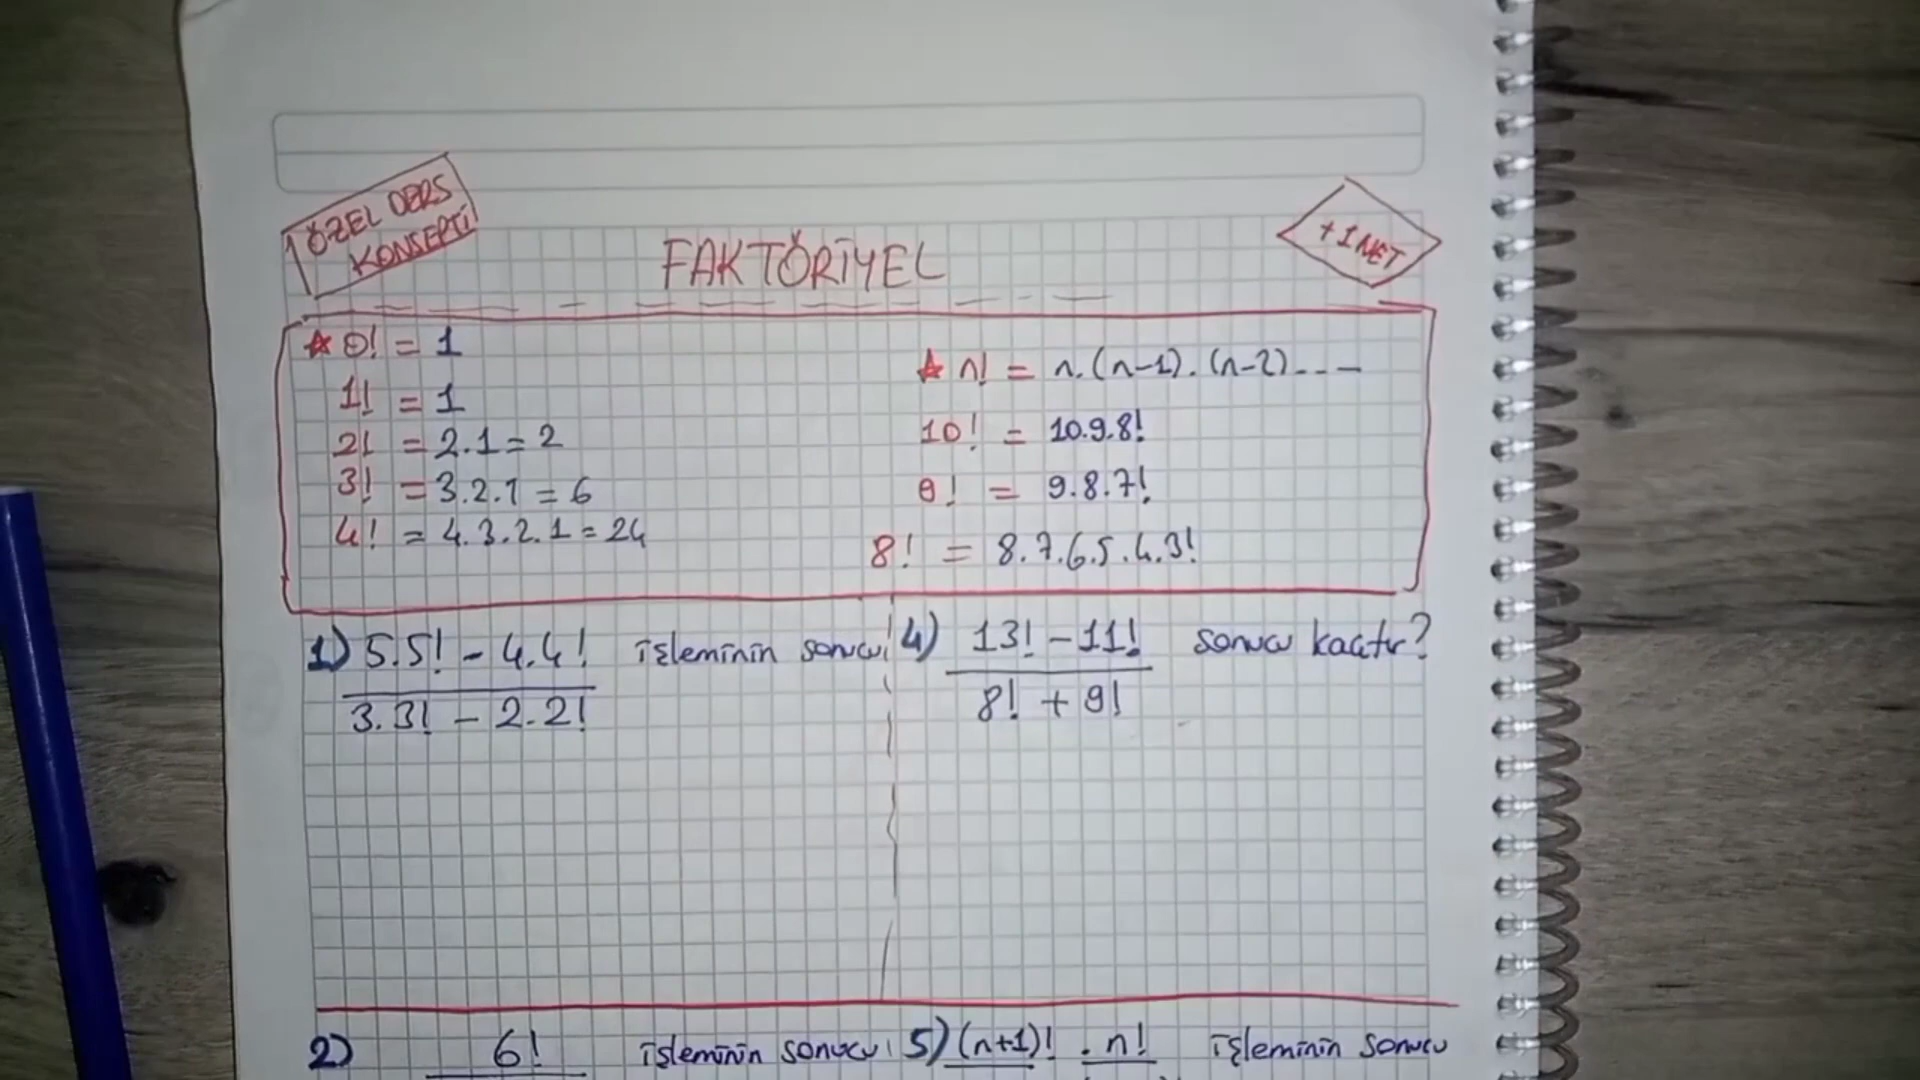 ÖZEL DERS
KONSEPTİ
FAKTÖRİYEL
+1 NET
★ 0! = 1
1! = 1
2! = 2.1 = 2
3! = 3.2.1 = 6
4! = 4.3.2.1 = 24
★ n! = n.(n-1).(n-2)....
10! = 10.9.8!
9! = 9.8.7!
8! = 8.7.6.5.4.3!
1) 5.5! - 4.4! işleminin sonucu
3.3! - 2.2!
4) 13! - 11! sonucu kaçtır?
8! + 9!
2) 6! işleminin sonucu
5) (n+1)! . n! işleminin sonucu